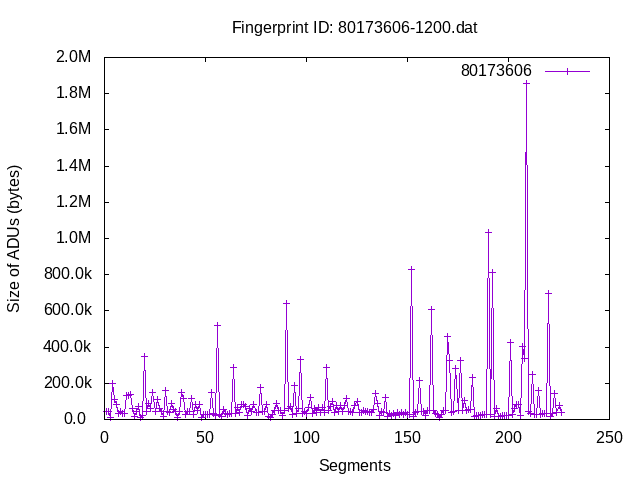 Fingerprint ID: 80173606-1200.dat
80173606
Size of ADUs (bytes)
2.0M
1.8M
1.6M
1.4M
1.2M
1.0M
800.0k
600.0k
400.0k
200.0k
0.0
0 50 100 150 200 250
Segments